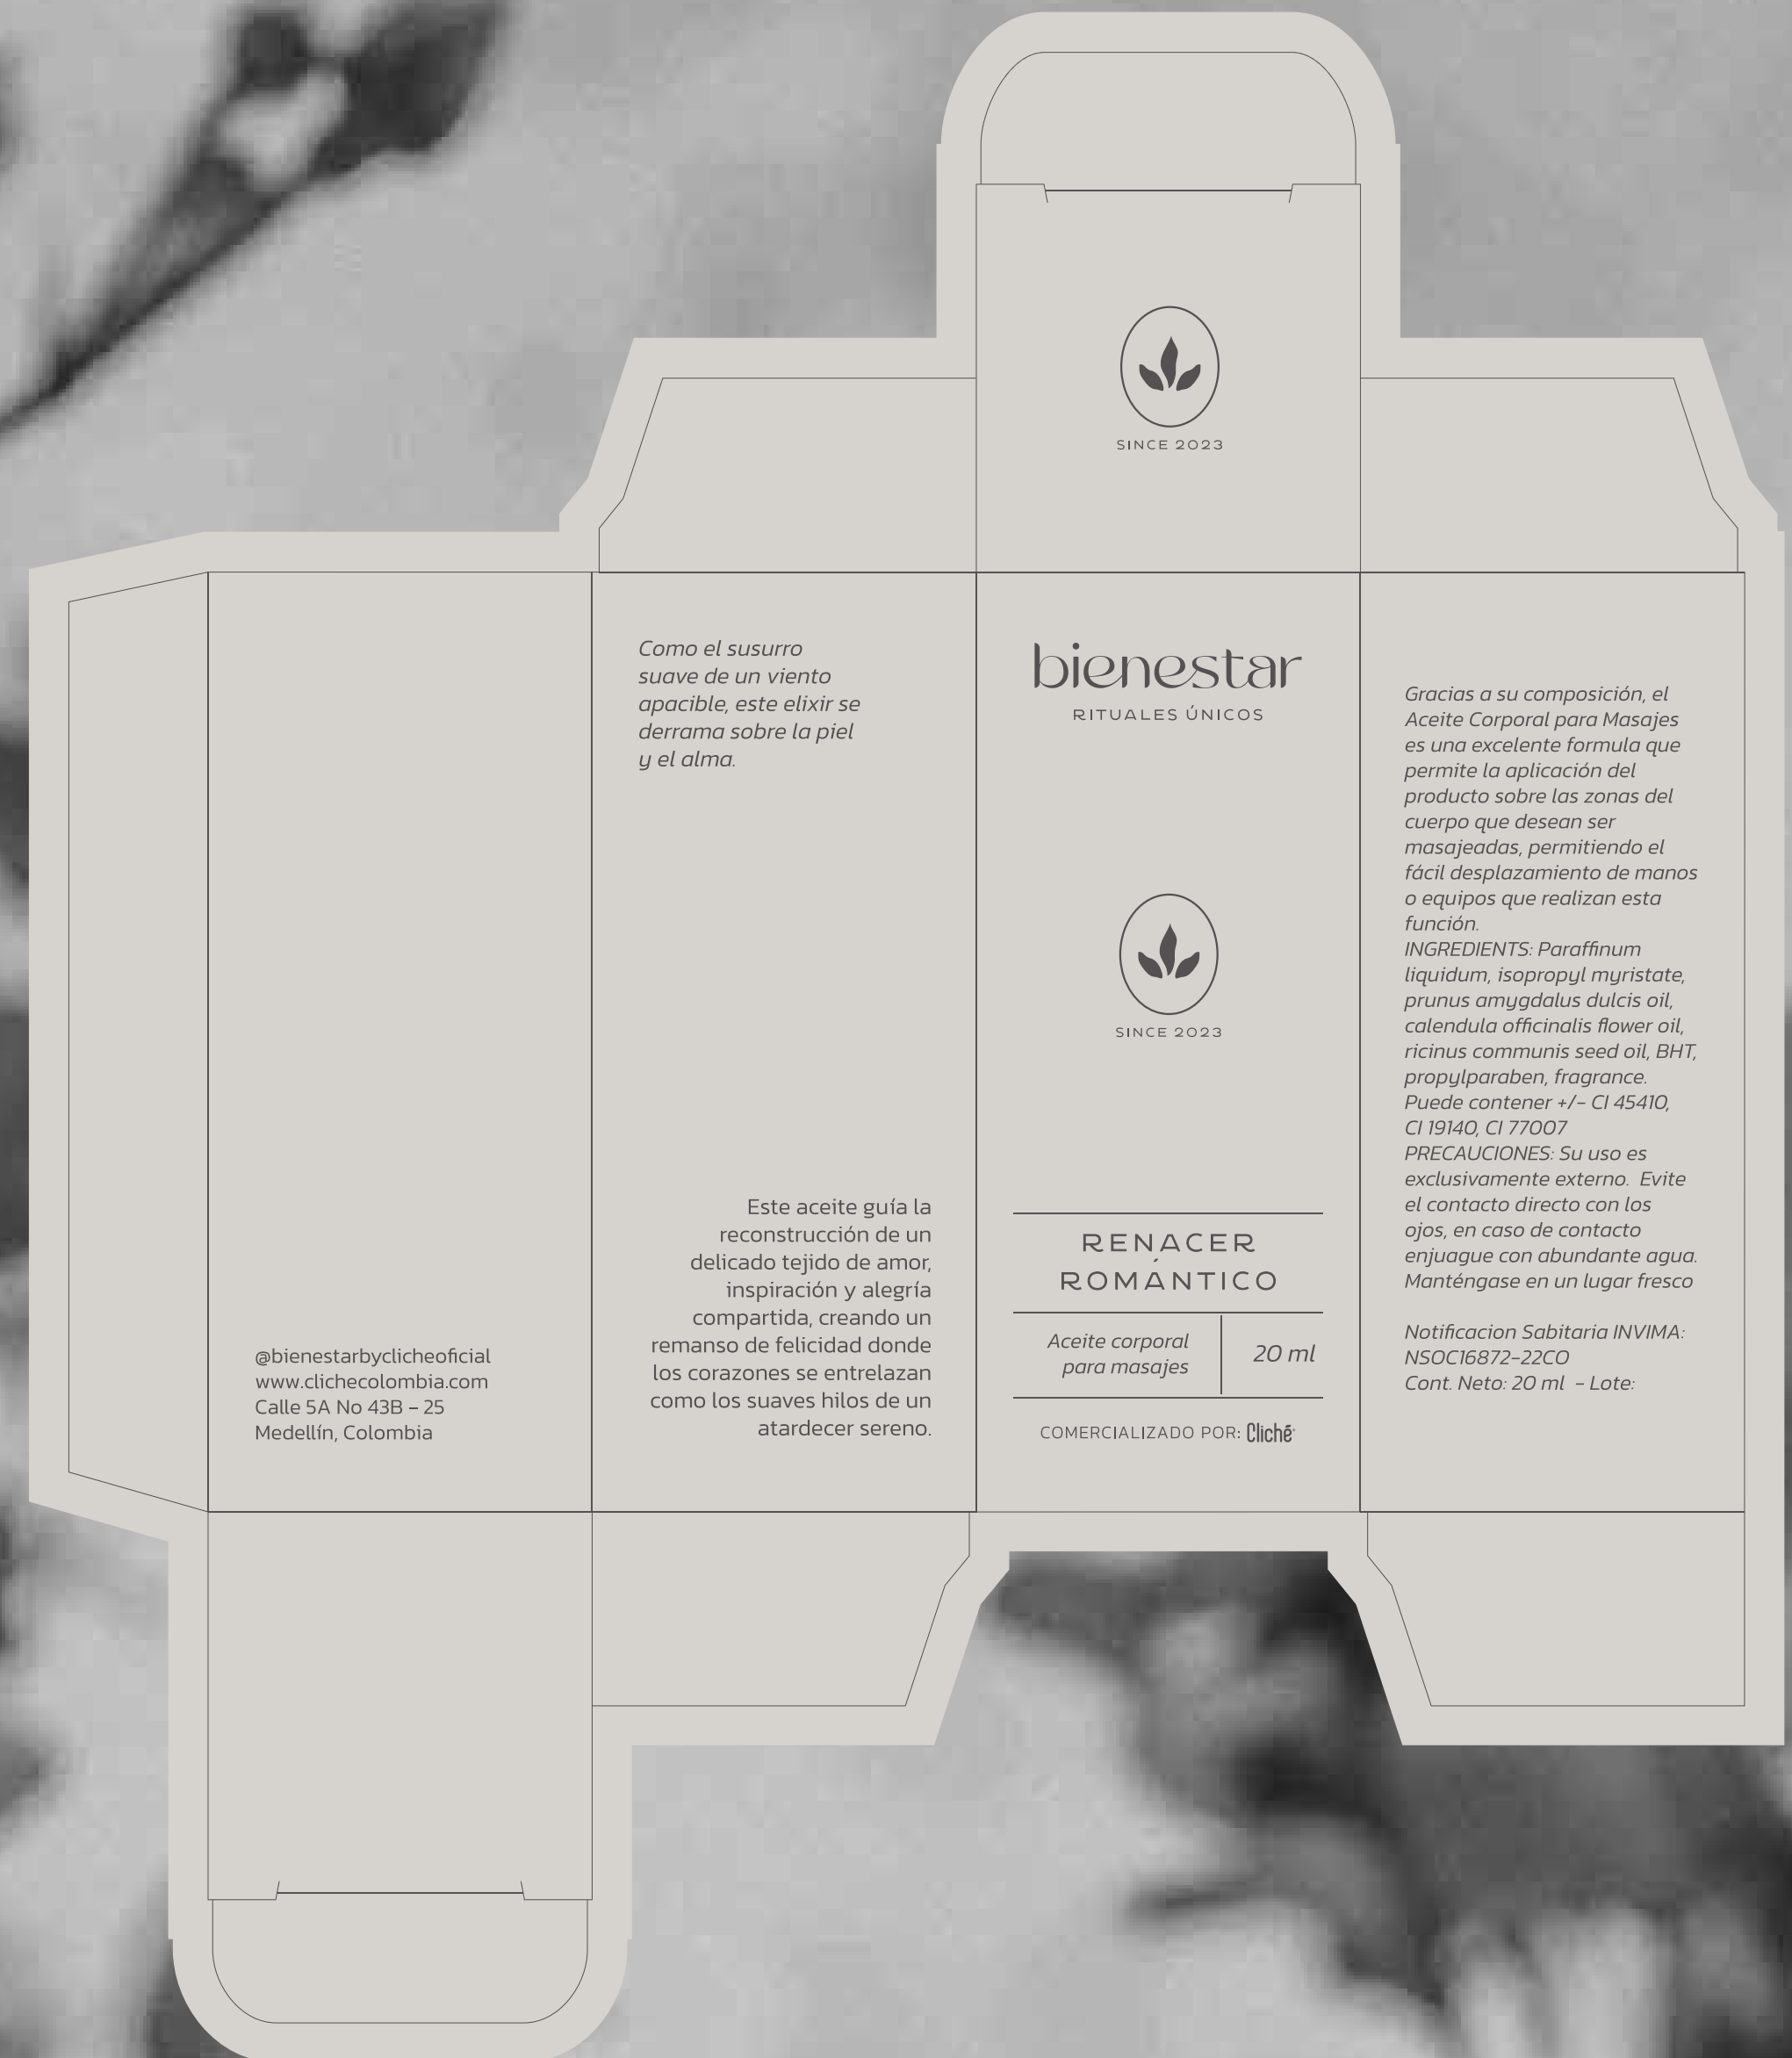 SINCE 2023
Como el susurro
suave de un viento
apacible, este elixir se
derrama sobre la piel
y el alma.
Este aceite guía la
reconstrucción de un
delicado tejido de amor,
inspiración y alegría
compartida, creando un
remanso de felicidad donde
los corazones se entrelazan
como los suaves hilos de un
atardecer sereno.
@bienestarbyclicheoficial
www.clichecolombia.com
Calle 5A No 43B - 25
Medellín, Colombia
bienestar
RITUALES ÚNICOS
SINCE 2023
RENACER
ROMÁNTICO
Aceite corporal
para masajes
20 ml
COMERCIALIZADO POR: Cliché
Gracias a su composición, el
Aceite Corporal para Masajes
es una excelente formula que
permite la aplicación del
producto sobre las zonas del
cuerpo que desean ser
masajeadas, permitiendo el
fácil desplazamiento de manos
o equipos que realizan esta
función.
INGREDIENTS: Paraffinum
liquidum, isopropyl myristate,
prunus amygdalus dulcis oil,
calendula officinalis flower oil,
ricinus communis seed oil, BHT,
propylparaben, fragrance.
Puede contener +/- CI 45410,
CI 19140, CI 77007
PRECAUCIONES: Su uso es
exclusivamente externo.  Evite
el contacto directo con los
ojos, en caso de contacto
enjuague con abundante agua.
Manténgase en un lugar fresco
Notificacion Sabitaria INVIMA:
NSOC16872-22CO
Cont. Neto: 20 ml  - Lote: